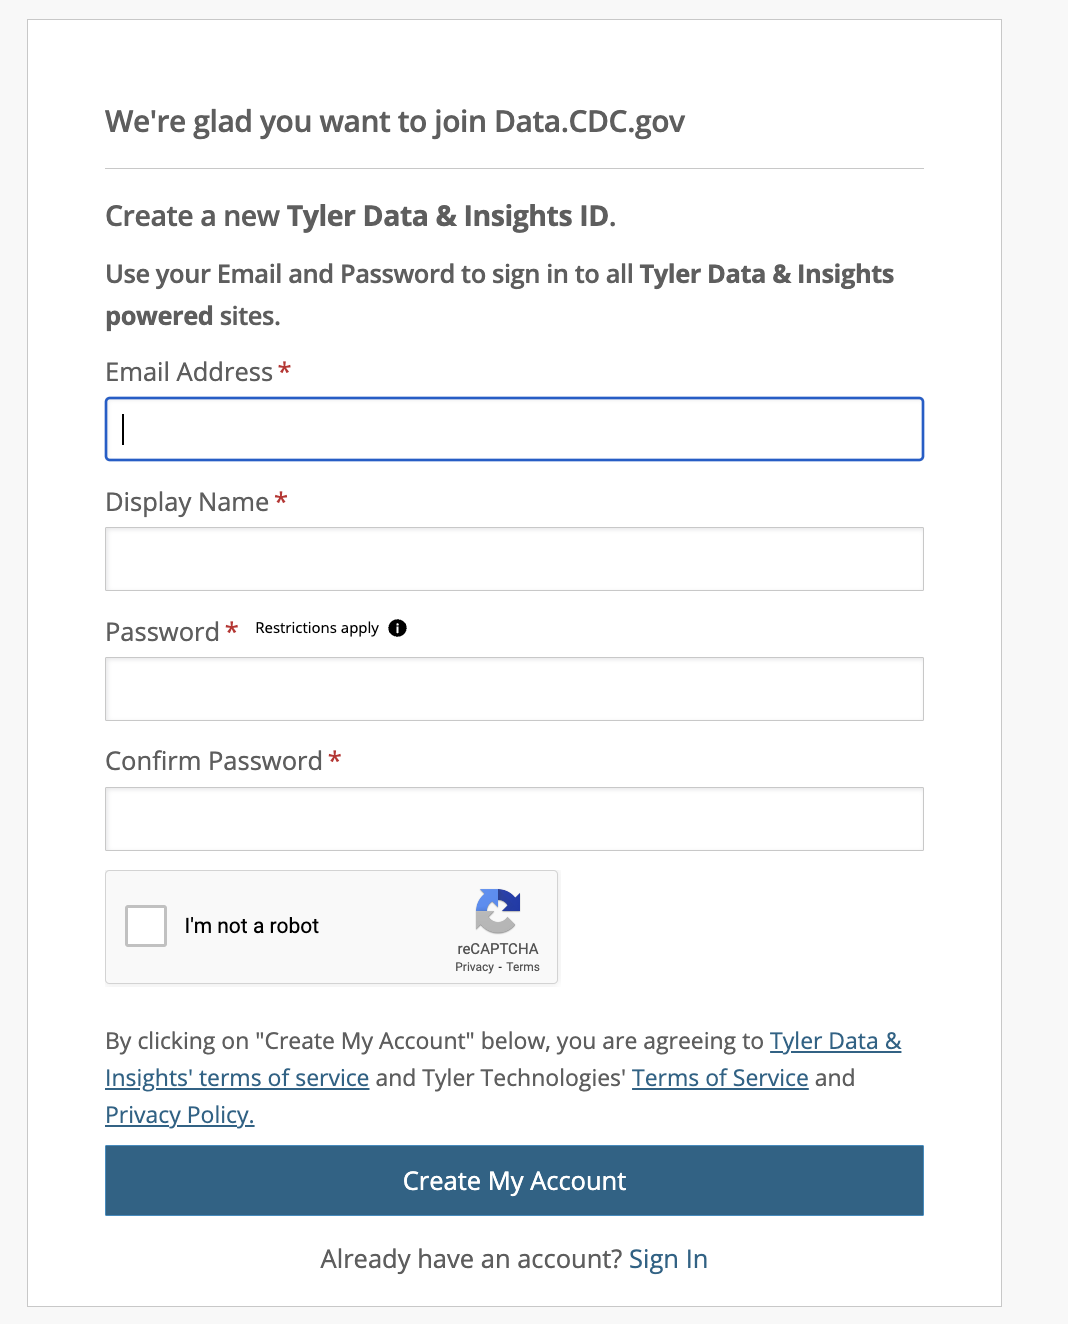 We're glad you want to join Data.CDC.gov
Create a new Tyler Data & Insights ID.
Use your Email and Password to sign in to all Tyler Data & Insights
powered sites.
Email Address *
Display Name *
Password * Restrictions apply
Confirm Password *
I'm not a robot
reCAPTCHA
Privacy - Terms
By clicking on "Create My Account" below, you are agreeing to Tyler Data &
Insights' terms of service and Tyler Technologies' Terms of Service and
Privacy Policy.
Create My Account
Already have an account? Sign In